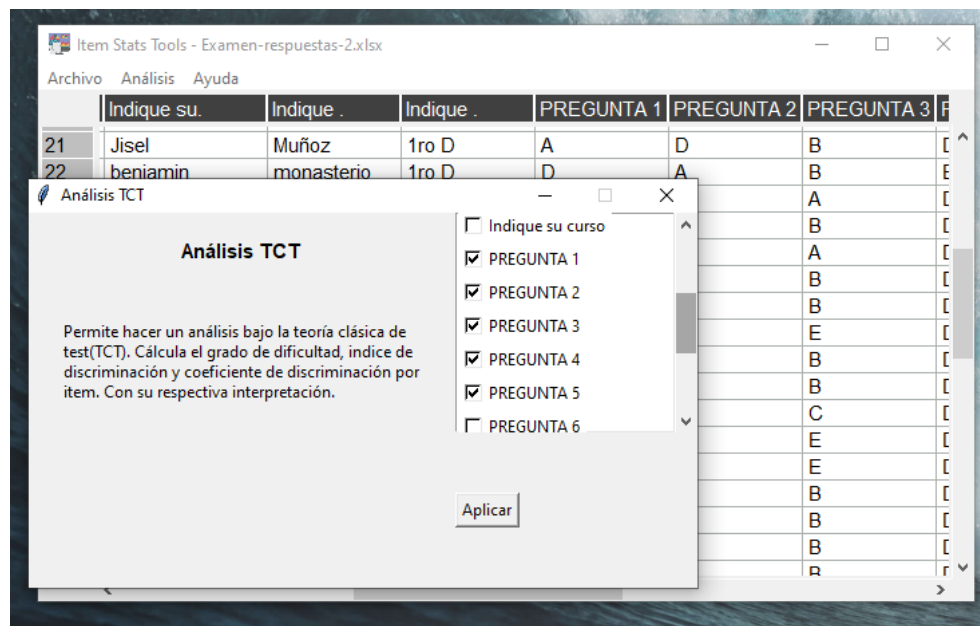 Item Stats Tools - Examen-respuestas-2.xlsx
Archivo Análisis Ayuda
Indique su. Indique . Indique . PREGUNTA 1 PREGUNTA 2 PREGUNTA 3
21 Jisel Muñoz 1ro D A D B
22 benjamin monasterio 1ro D D A B
Análisis TCT
A
B
A
B
B
E
B
B
C
E
E
B
B
B
B
Análisis TCT
Permite hacer un análisis bajo la teoría clásica de
test(TCT). Cálcula el grado de dificultad, indice de
discriminación y coeficiente de discriminación por
item. Con su respectiva interpretación.
Indique su curso
PREGUNTA 1
PREGUNTA 2
PREGUNTA 3
PREGUNTA 4
PREGUNTA 5
PREGUNTA 6
Aplicar